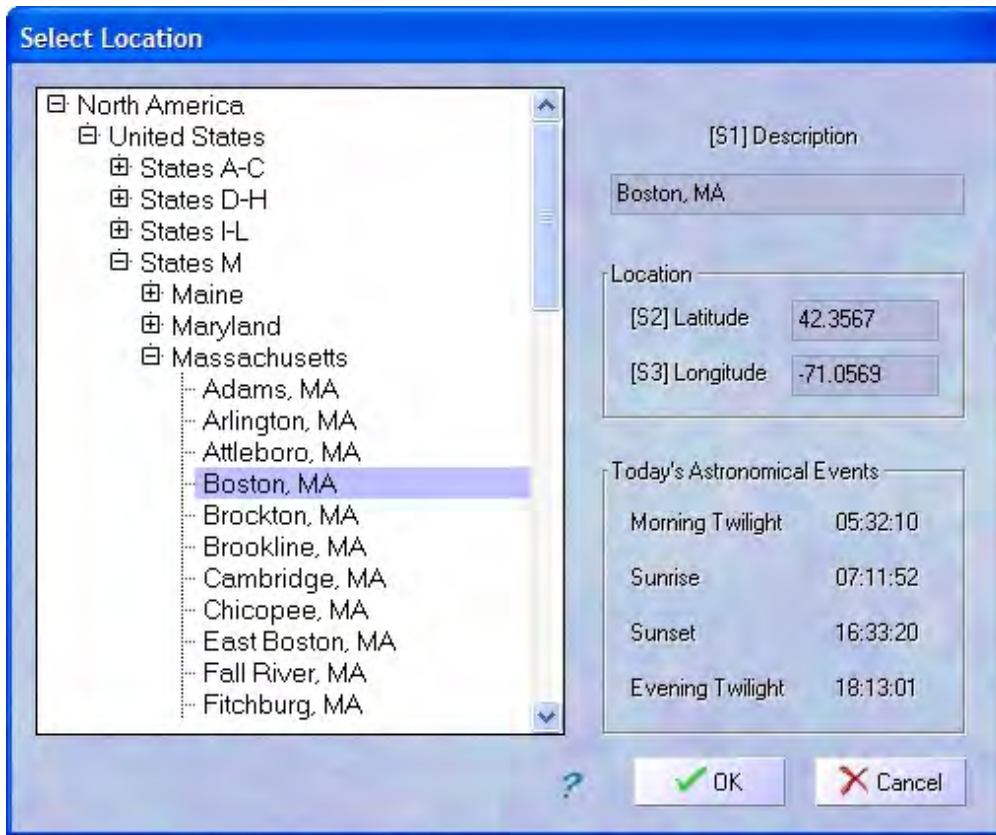 Select Location
North America
United States
States A-C
States D-H
States I-L
States M
Maine
Maryland
Massachusetts
Adams, MA
Arlington, MA
Attleboro, MA
Boston, MA
Brockton, MA
Brookline, MA
Cambridge, MA
Chicopee, MA
East Boston, MA
Fall River, MA
Fitchburg, MA
[S1] Description
Boston, MA
Location
[S2] Latitude 42.3567
[S3] Longitude -71.0569
Today's Astronomical Events
Morning Twilight 05:32:10
Sunrise 07:11:52
Sunset 16:33:20
Evening Twilight 18:13:01
? OK Cancel